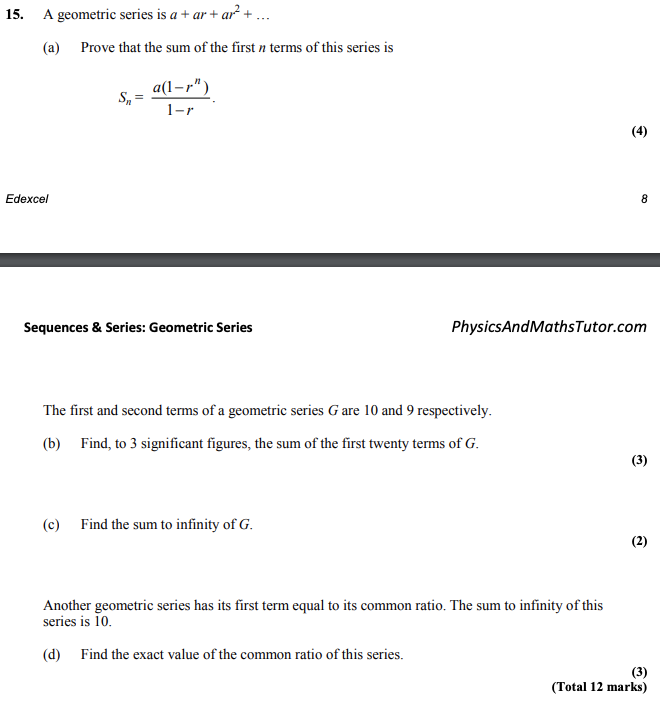 15. A geometric series is a + ar + ar² + ...
(a) Prove that the sum of the first n terms of this series is
Sₙ = a(1–rⁿ) / 1–r .
(4)
Edexcel 8
Sequences & Series: Geometric Series PhysicsAndMathsTutor.com
The first and second terms of a geometric series G are 10 and 9 respectively.
(b) Find, to 3 significant figures, the sum of the first twenty terms of G.
(3)
(c) Find the sum to infinity of G.
(2)
Another geometric series has its first term equal to its common ratio. The sum to infinity of this
series is 10.
(d) Find the exact value of the common ratio of this series.
(3)
(Total 12 marks)